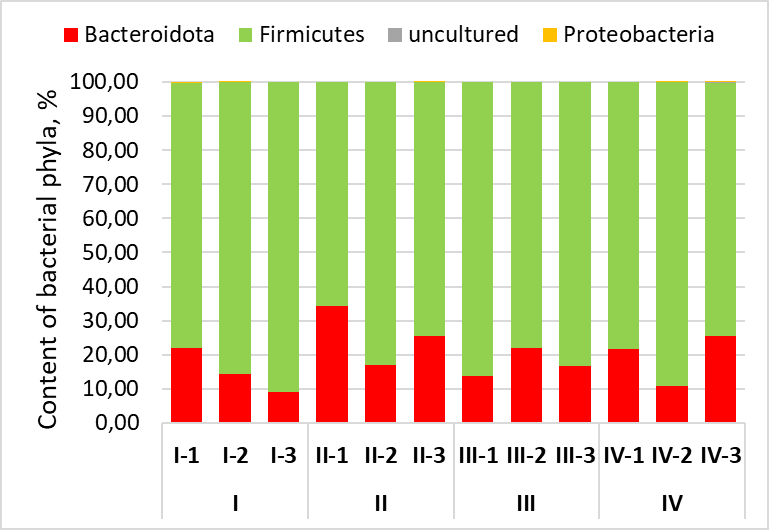 Bacteroidota Firmicutes uncultured Proteobacteria
Content of bacterial phyla, %
100,00
90,00
80,00
70,00
60,00
50,00
40,00
30,00
20,00
10,00
0,00
I-1 I-2 I-3 II-1 II-2 II-3 III-1 III-2 III-3 IV-1 IV-2 IV-3
I II III IV